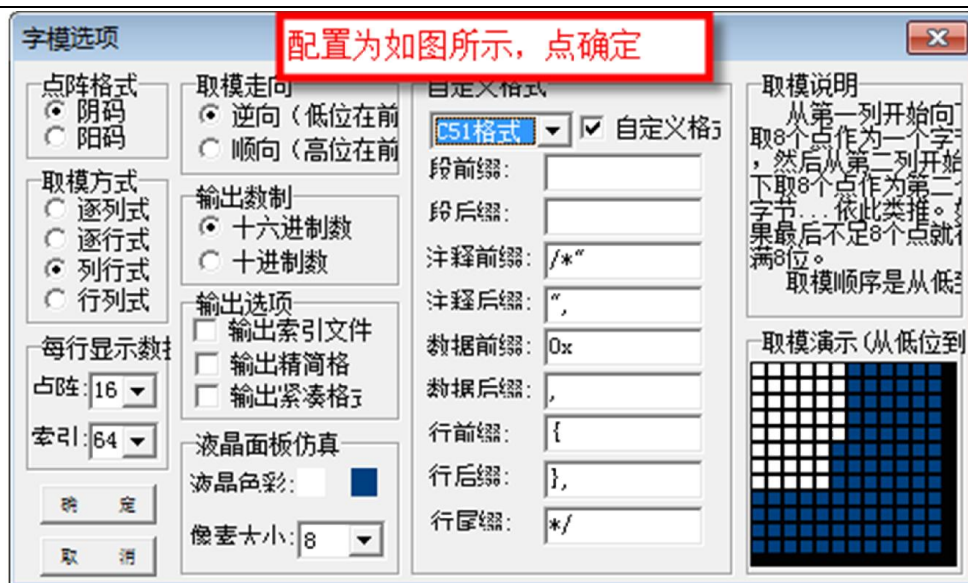 字模选项
配置为如图所示，点确定
点阵格式
阴码
阳码
取模方式
逐列式
逐行式
列行式
行列式
每行显示数据
点阵:16
索引:64
确 定
取 消
取模走向
逆向（低位在前
顺向（高位在前
输出数制
十六进制数
十进制数
输出选项
输出索引文件
输出精简格
输出紧凑格式
液晶面板仿真
液晶色彩:
像素大小:8
自定义格式
C51格式
自定义格式
段前缀:
段后缀:
注释前缀: /*"
注释后缀: ",
数据前缀: 0x
数据后缀: ,
行前缀: {
行后缀: },
行尾缀: */
取模说明
从第一列开始向下
取8个点作为一个字节
，然后从第二列开始
下取8个点作为第二个
字节...依此类推。如
果最后不足8个点就补
满8位。
取模顺序是从低到
取模演示(从低位到